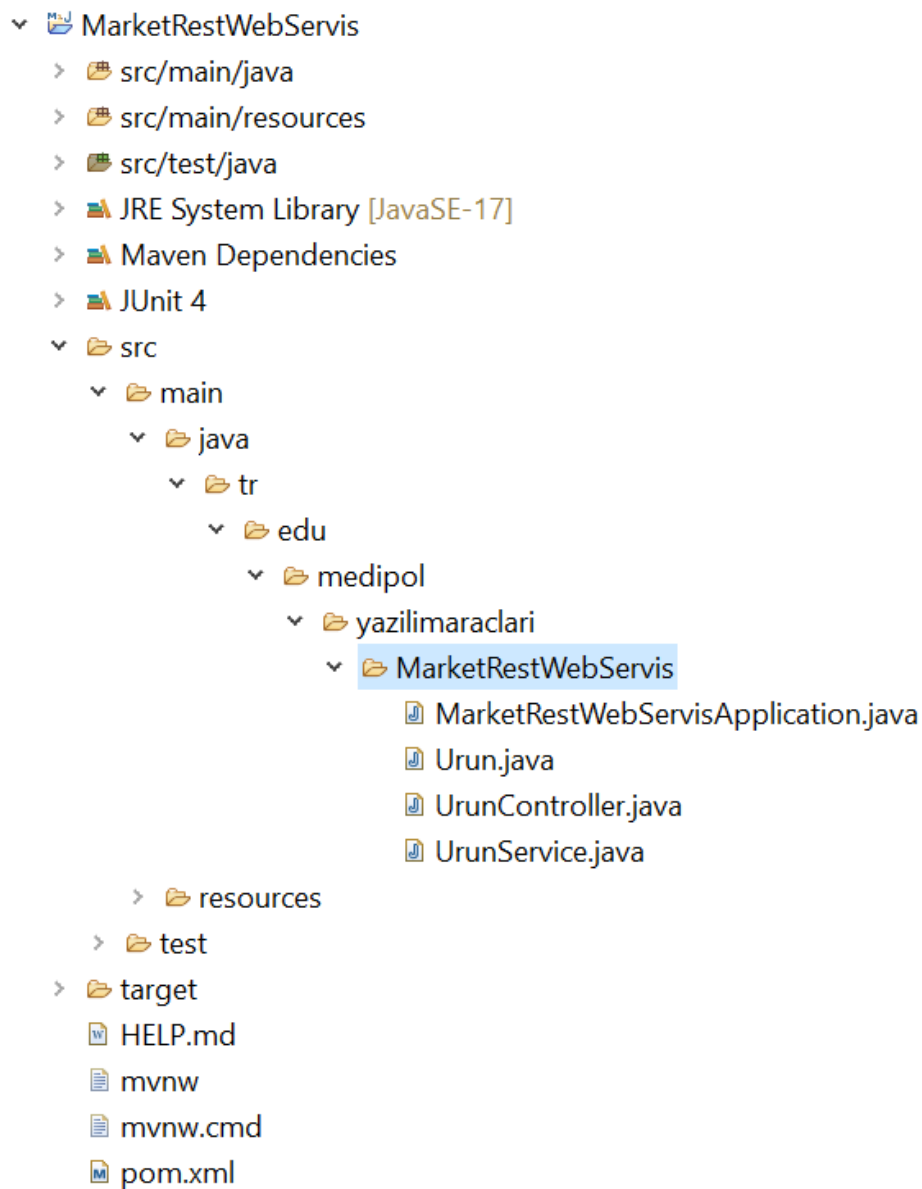 MarketRestWebServis
src/main/java
src/main/resources
src/test/java
JRE System Library [JavaSE-17]
Maven Dependencies
JUnit 4
src
main
java
tr
edu
medipol
yazilimaraclari
MarketRestWebServis
MarketRestWebServisApplication.java
Urun.java
UrunController.java
UrunService.java
resources
test
target
HELP.md
mvnw
mvnw.cmd
pom.xml